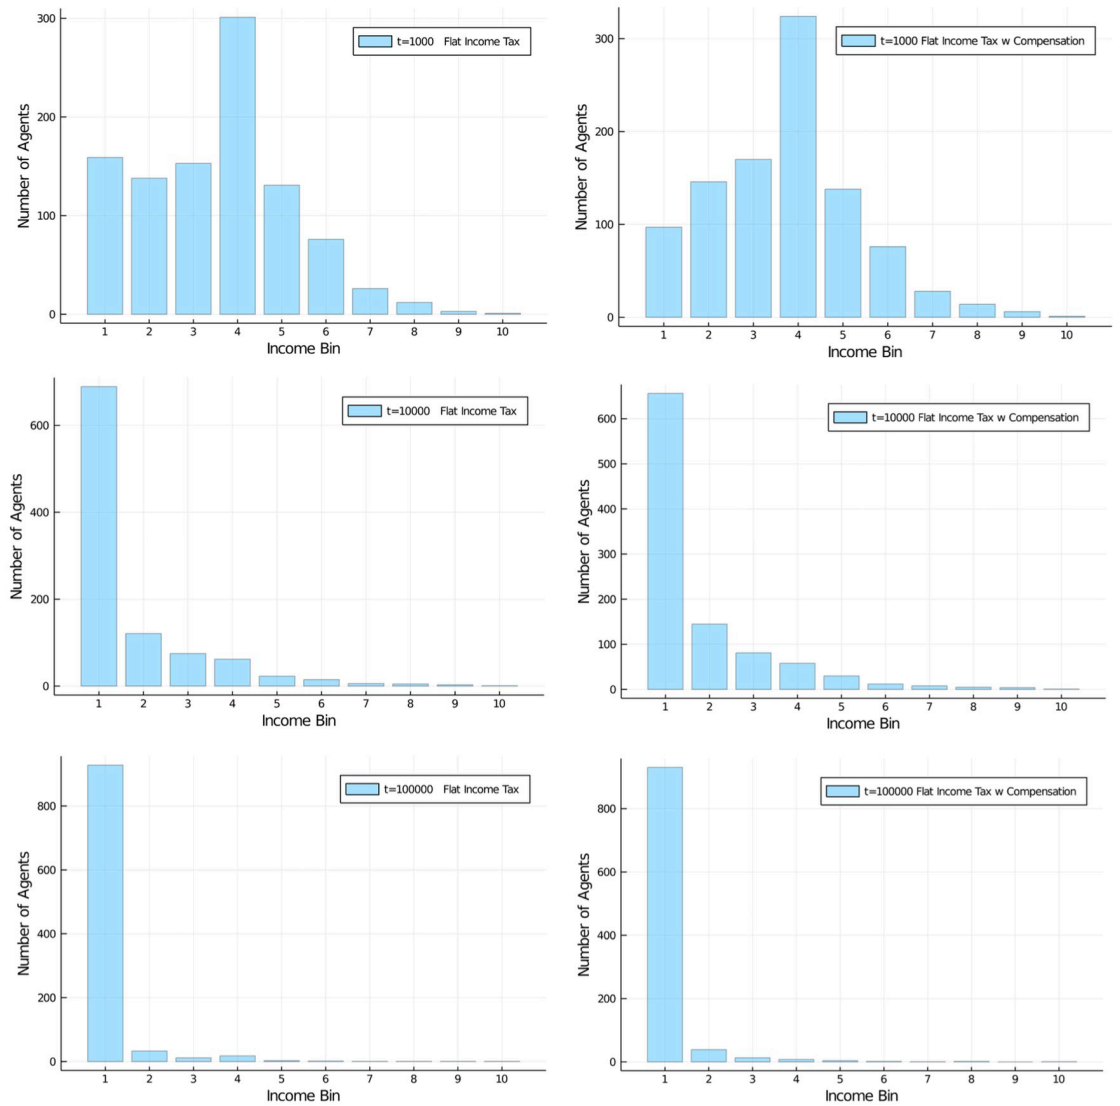 t=1000 Flat Income Tax
Number of Agents
300
200
100
0
1 2 3 4 5 6 7 8 9 10
Income Bin
t=1000 Flat Income Tax w Compensation
Number of Agents
300
200
100
0
1 2 3 4 5 6 7 8 9 10
Income Bin
t=10000 Flat Income Tax
Number of Agents
600
400
200
0
1 2 3 4 5 6 7 8 9 10
Income Bin
t=10000 Flat Income Tax w Compensation
Number of Agents
600
500
400
300
200
100
0
1 2 3 4 5 6 7 8 9 10
Income Bin
t=100000 Flat Income Tax
Number of Agents
800
600
400
200
0
1 2 3 4 5 6 7 8 9 10
Income Bin
t=100000 Flat Income Tax w Compensation
Number of Agents
800
600
400
200
0
1 2 3 4 5 6 7 8 9 10
Income Bin